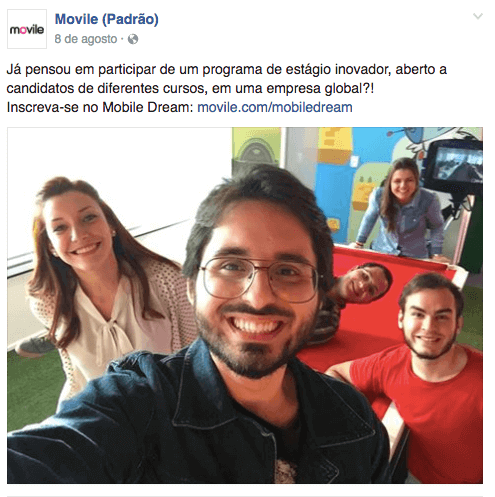 movile
Movile (Padrão)
8 de agosto ·
Já pensou em participar de um programa de estágio inovador, aberto a
candidatos de diferentes cursos, em uma empresa global?!
Inscreva-se no Mobile Dream: movile.com/mobiledream